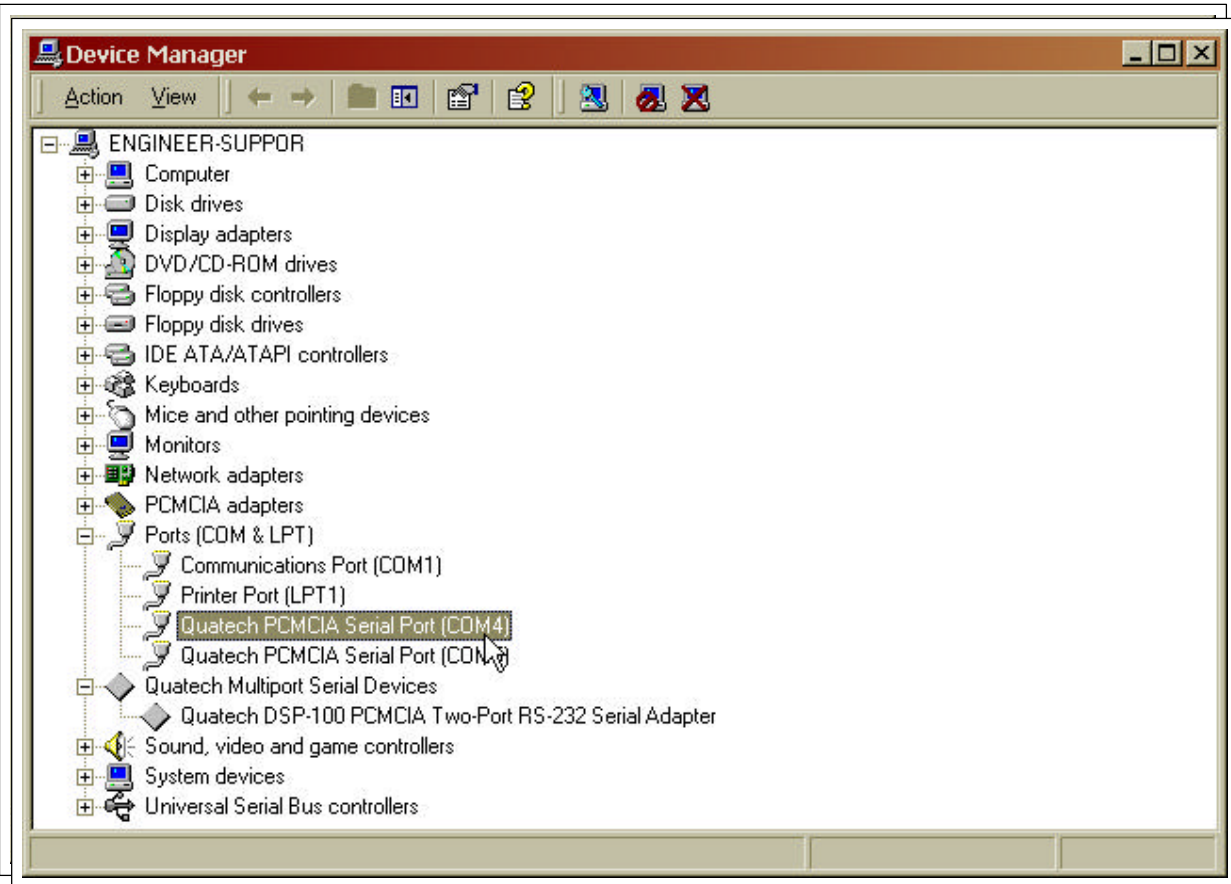 Device Manager
Action View
ENGINEER-SUPPOR
Computer
Disk drives
Display adapters
DVD/CD-ROM drives
Floppy disk controllers
Floppy disk drives
IDE ATA/ATAPI controllers
Keyboards
Mice and other pointing devices
Monitors
Network adapters
PCMCIA adapters
Ports (COM & LPT)
Communications Port (COM1)
Printer Port (LPT1)
Quatech PCMCIA Serial Port (COM4)
Quatech PCMCIA Serial Port
Quatech Multiport Serial Devices
Quatech DSP-100 PCMCIA Two-Port RS-232 Serial Adapter
Sound, video and game controllers
System devices
Universal Serial Bus controllers